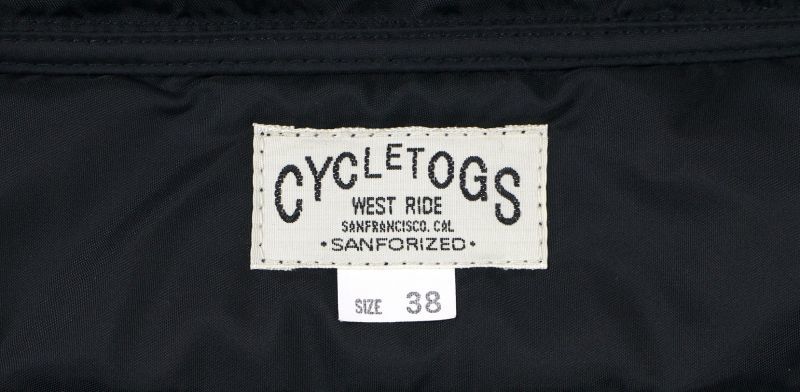 CYCLETOGS
WEST RIDE
SANFRANCISCO. CAL
• SANFORIZED •
SIZE 38